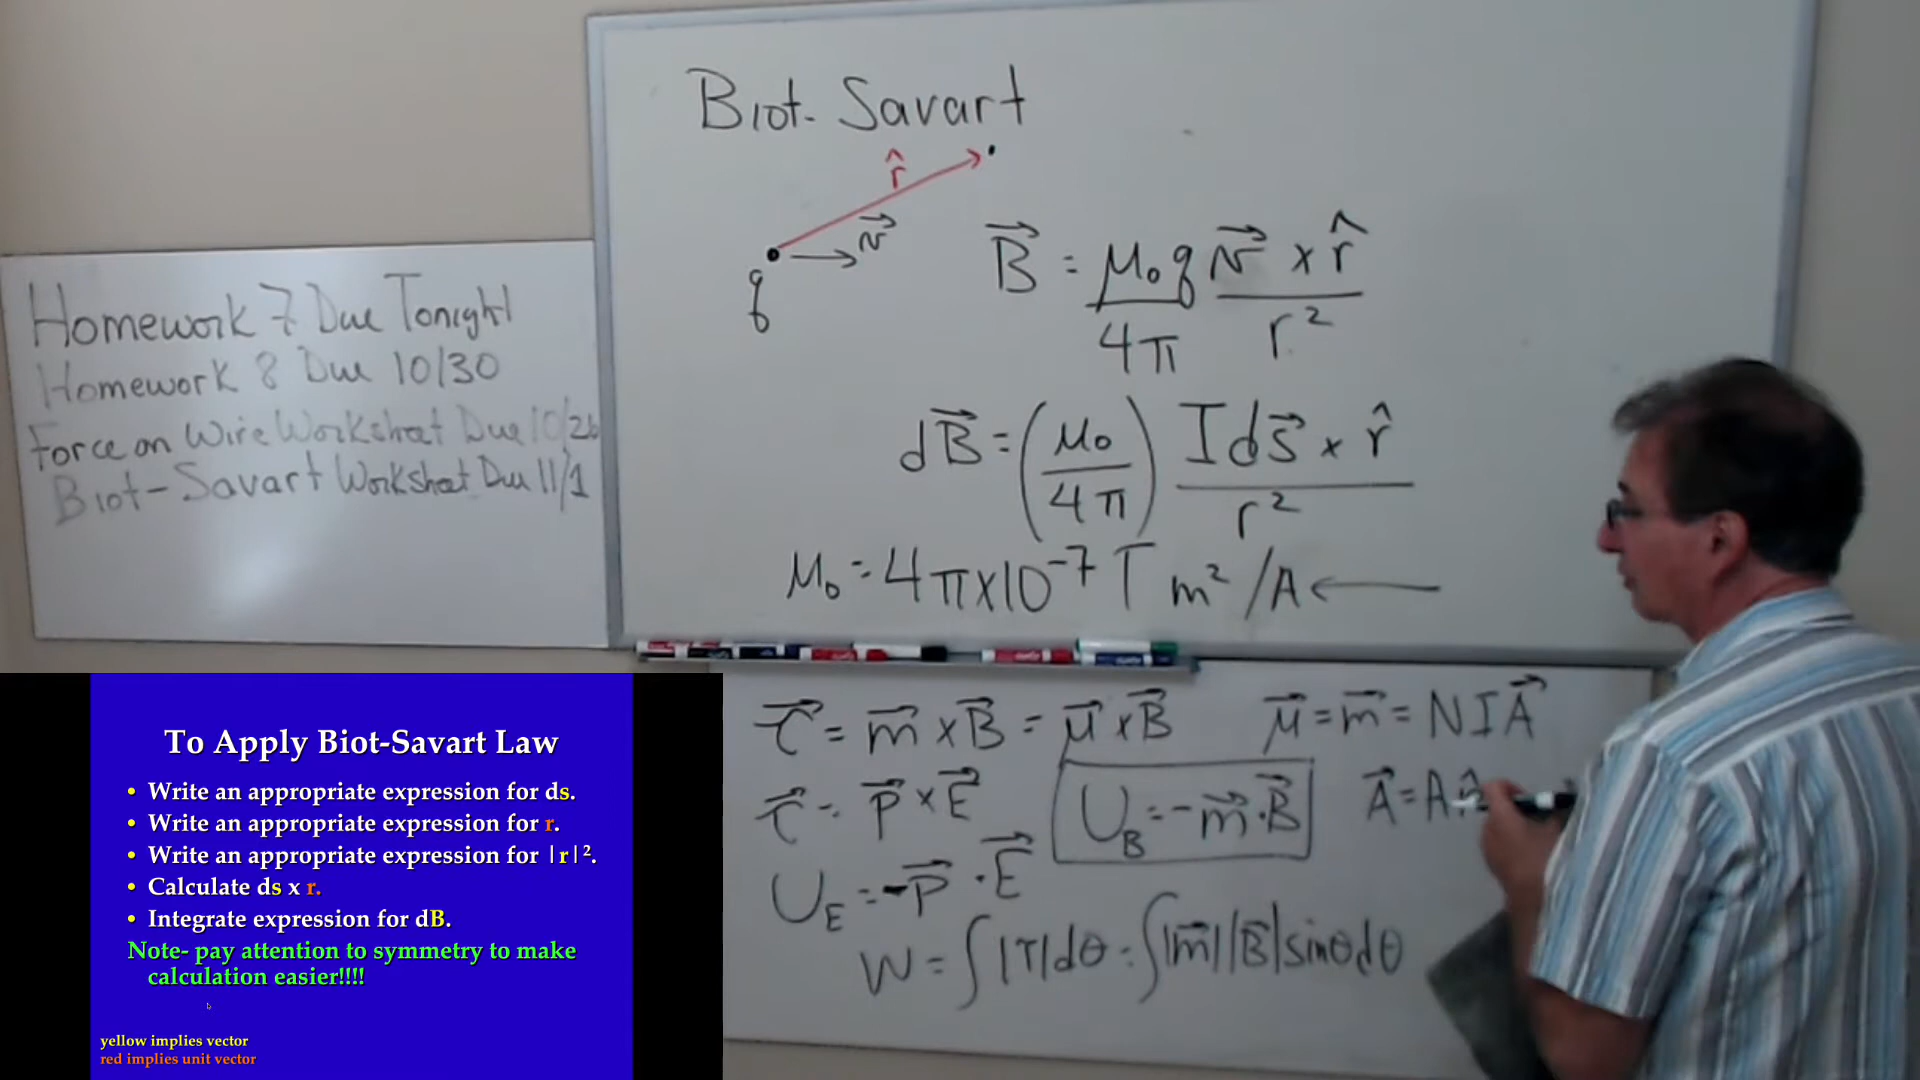 Biot-Savart
r̂
v⃗
q
B⃗ = μ₀q/4π v⃗ × r̂/r²
dB⃗ = (μ₀/4π) I ds⃗ × r̂/r²
μ₀ = 4π×10⁻⁷ T m²/A ←
Homework 7 Due Tonight
Homework 8 Due 10/30
Force on Wire Worksheet Due 10/26
Biot-Savart Worksheet Due 11/1
To Apply Biot-Savart Law
• Write an appropriate expression for ds.
• Write an appropriate expression for r.
• Write an appropriate expression for |r|².
• Calculate ds x r.
• Integrate expression for dB.
Note- pay attention to symmetry to make
calculation easier!!!!
yellow implies vector
red implies unit vector
τ⃗ = m⃗ × B⃗ = μ⃗ × B⃗
μ⃗ = m⃗ = NIA⃗
τ⃗ = p⃗ × E⃗
U_B = -m⃗·B⃗
A⃗ = A
U_E = -p⃗ · E⃗
W = ∫|τ|dθ = ∫|m⃗||B⃗|sinθdθ